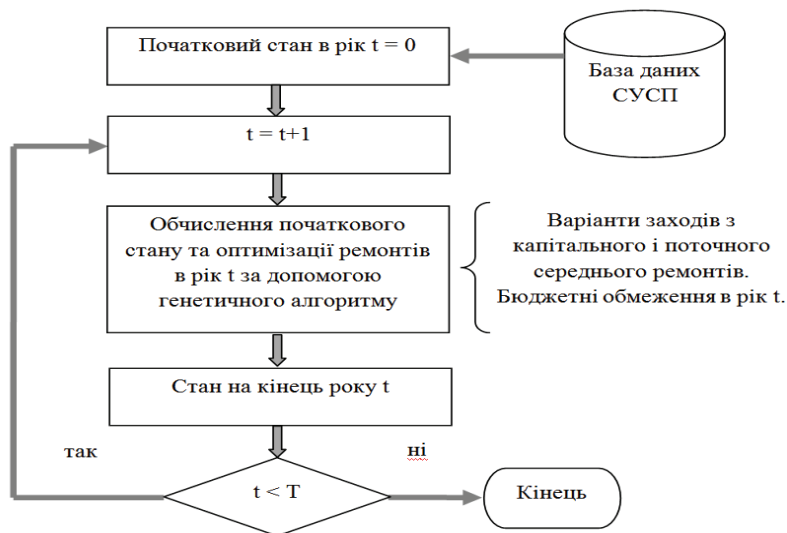 Початковий стан в рік t = 0
База даних
СУСП
t = t+1
Обчислення початкового
стану та оптимізації ремонтів
в рік t за допомогою
генетичного алгоритму
Варіанти заходів з
капітального і поточного
середнього ремонтів.
Бюджетні обмеження в рік t.
Стан на кінець року t
так
ні
t < T
Кінець